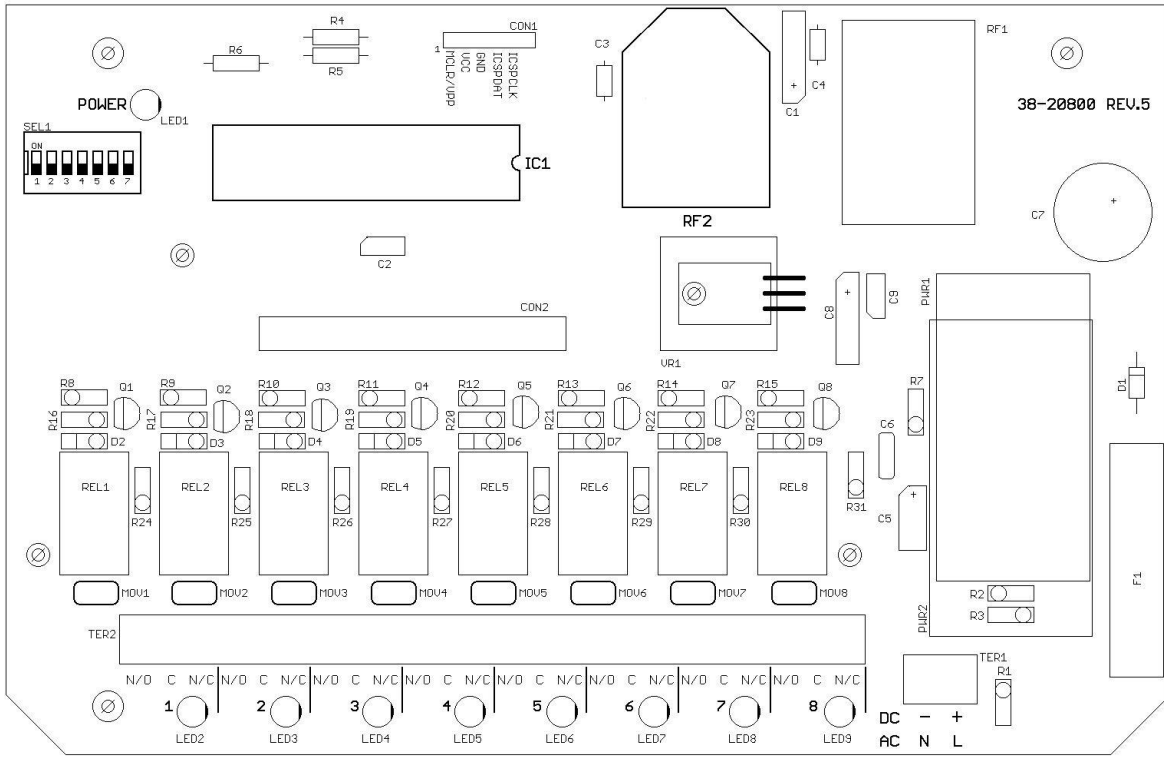 R4
CON1
RF1
R6
R5
1
MCLR/VPP
VCC
GND
ICSPDAT
ICSPCLK
C3
C4
C1
POWER
LED1
38-20800 REV.5
SEL1
ON
1 2 3 4 5 6 7
IC1
RF2
C7
C2
CON2
VR1
C8
C9
PWR1
R8 R9 R10 R11 R12 R13 R14 R15
Q1 Q2 Q3 Q4 Q5 Q6 Q7 Q8
R7
D1
R16 R17 R18 R19 R20 R21 R22 R23
D2 D3 D4 D5 D6 D7 D8 D9
C6
REL1 REL2 REL3 REL4 REL5 REL6 REL7 REL8
R24 R25 R26 R27 R28 R29 R30 R31
C5
MOV1 MOV2 MOV3 MOV4 MOV5 MOV6 MOV7 MOV8
F1
R2
R3
PWR2
TER2
TER1
R1
N/O C N/C N/O C N/C N/O C N/C N/O C N/C N/O C N/C N/O C N/C N/O C N/C N/O C N/C
1 2 3 4 5 6 7 8
LED2 LED3 LED4 LED5 LED6 LED7 LED8 LED9
DC - +
AC N L